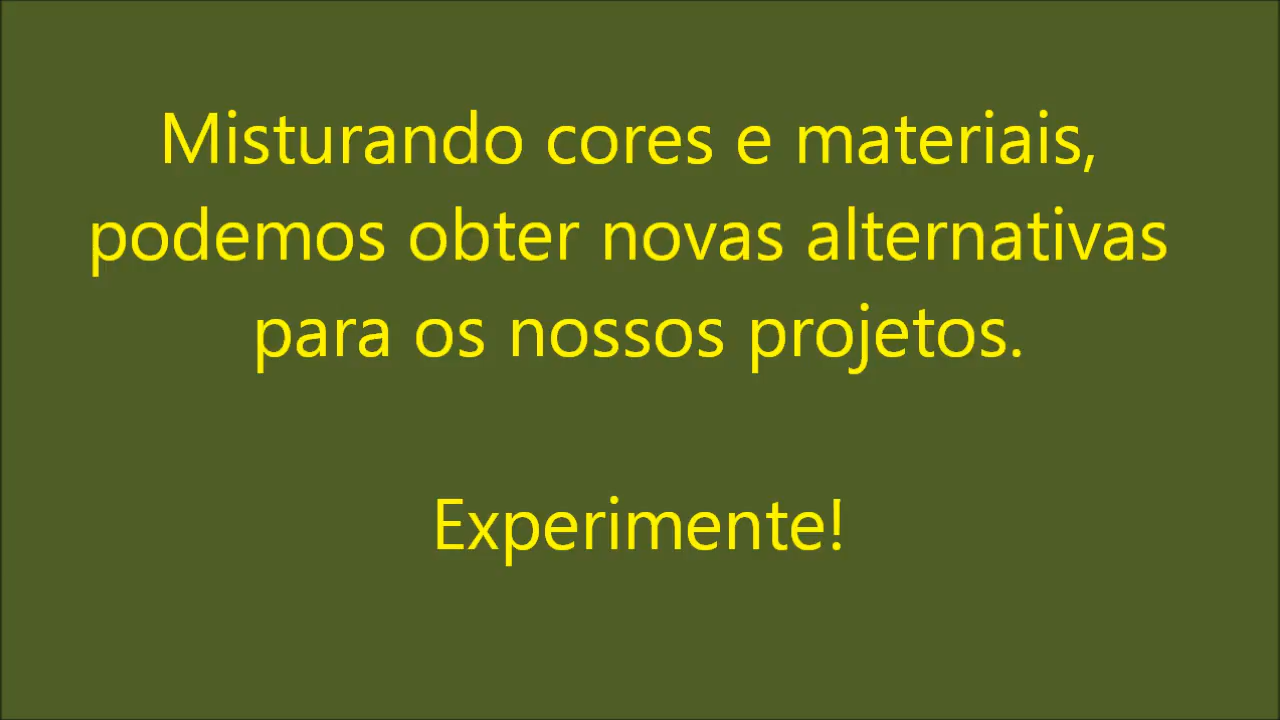 Misturando cores e materiais,
podemos obter novas alternativas
para os nossos projetos.
Experimente!